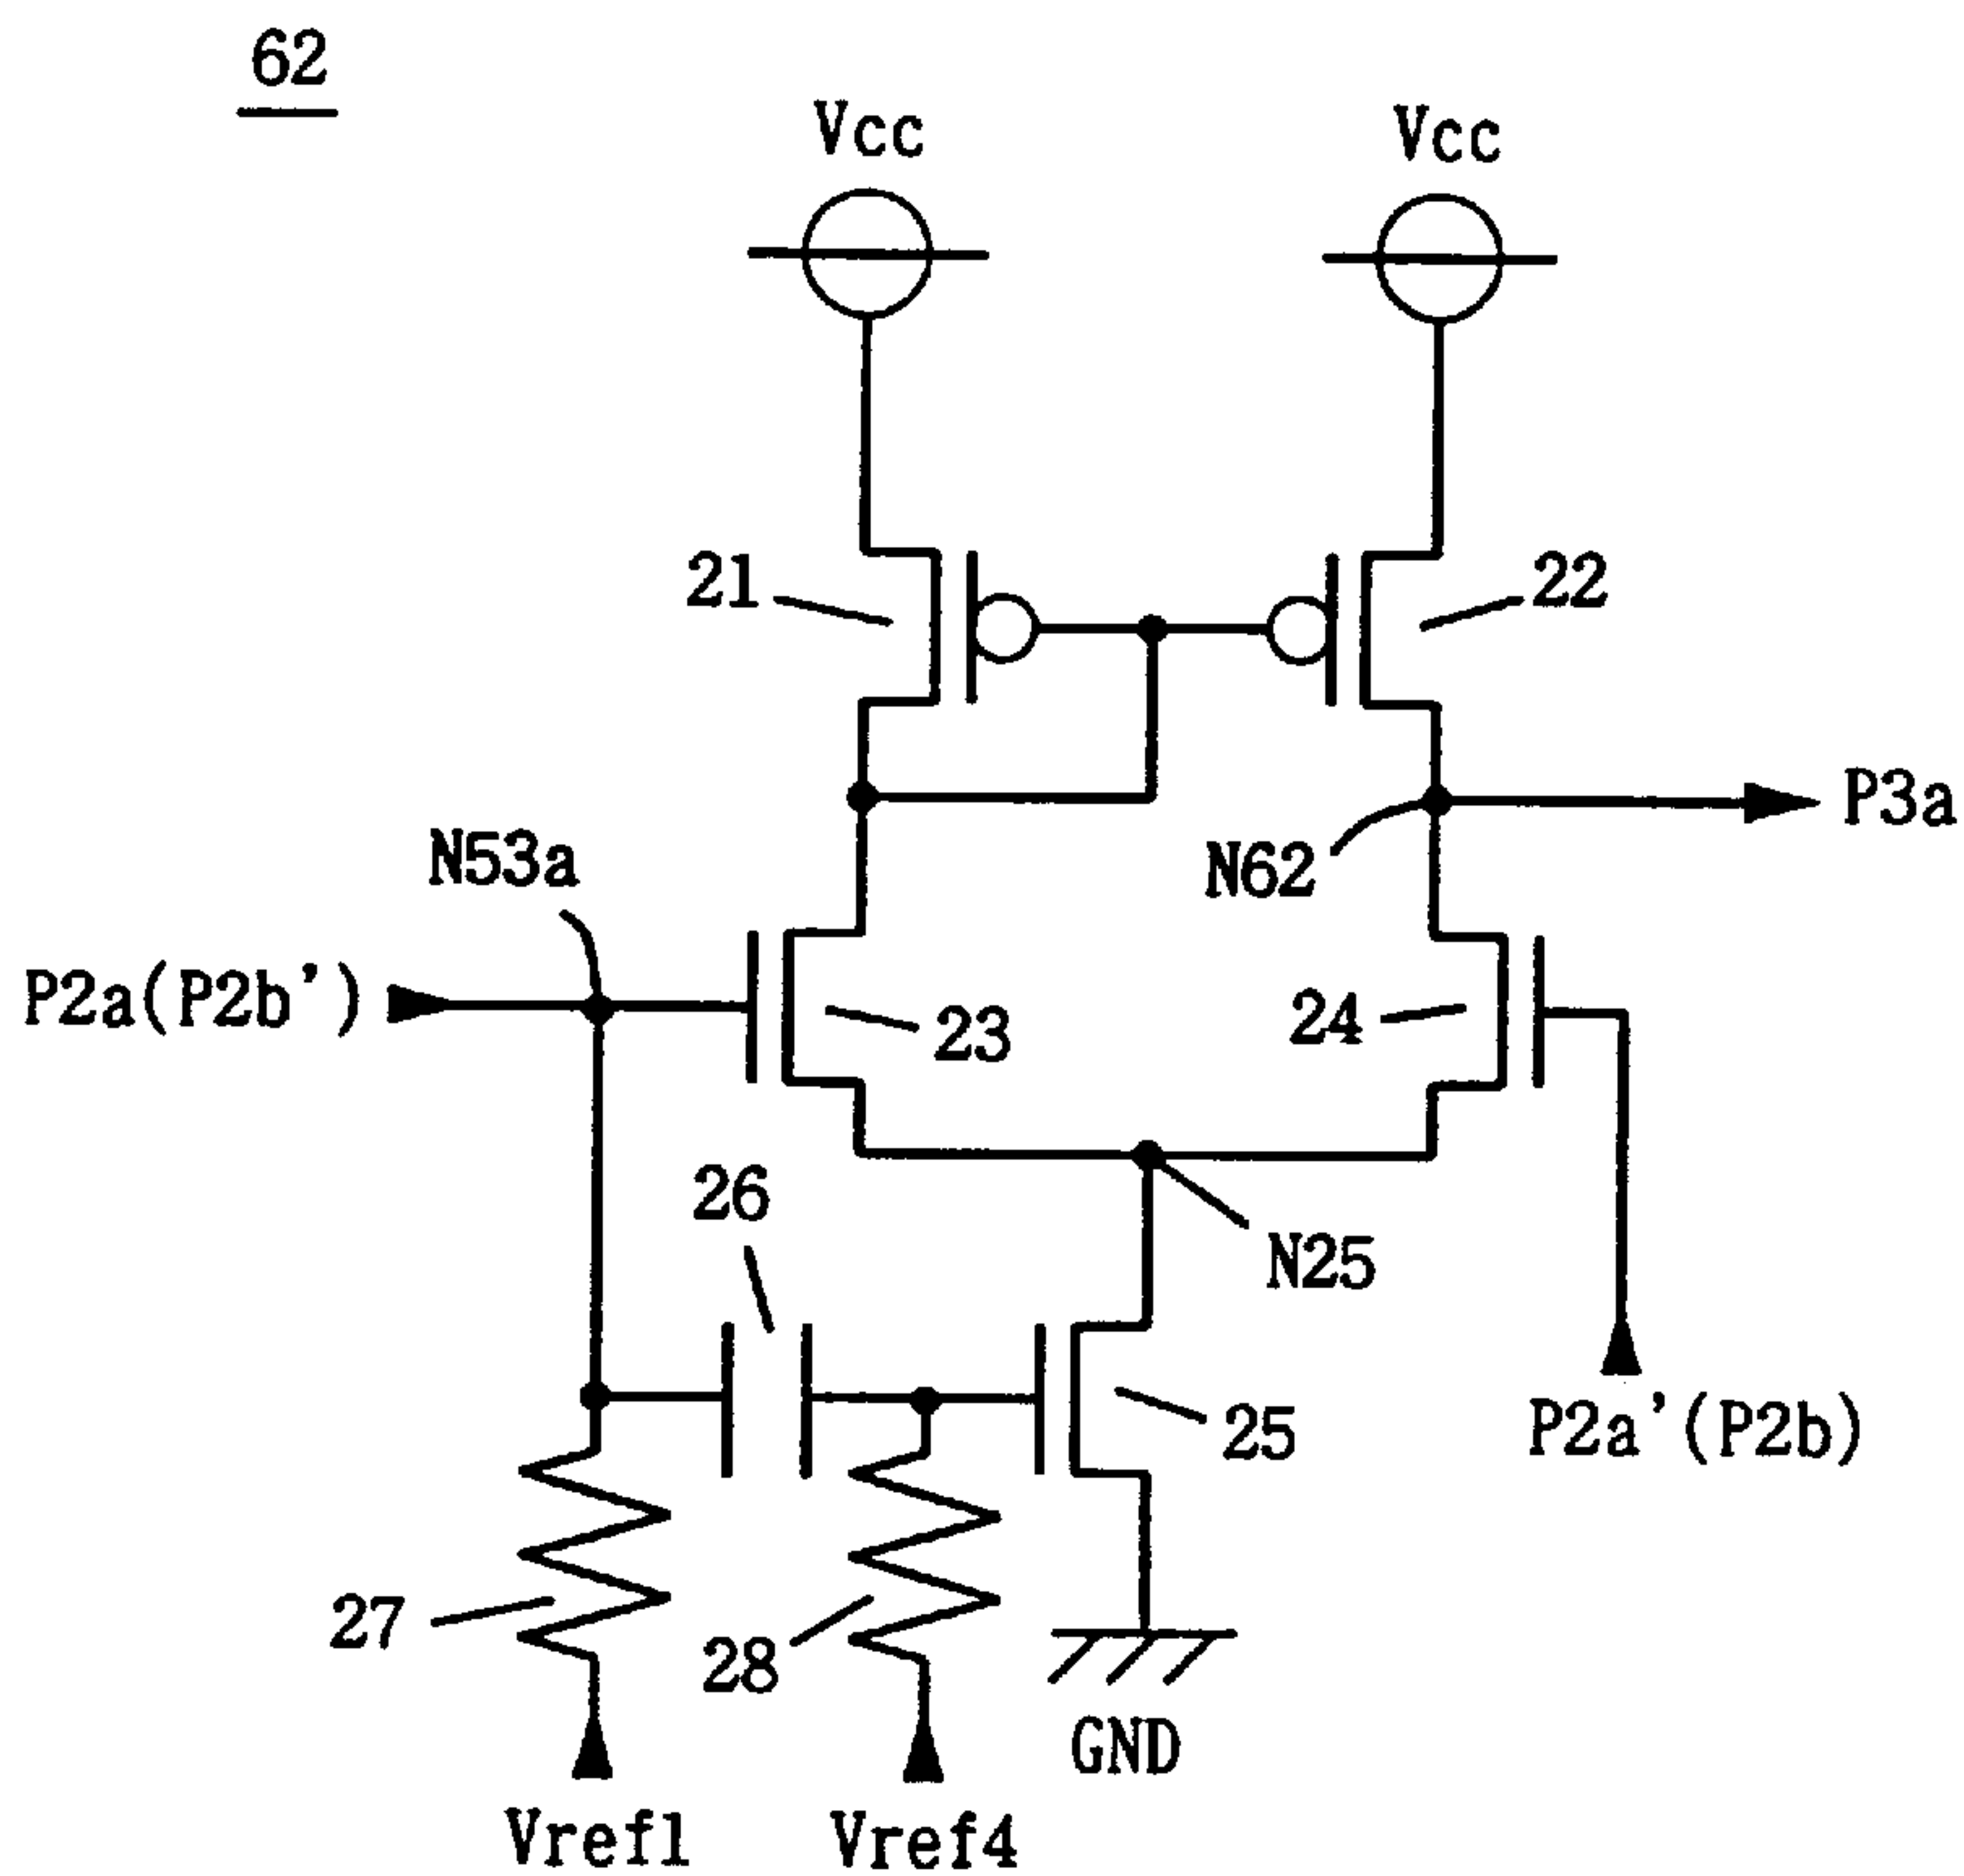 62
Vcc
Vcc
21
22
P3a
N53a
N62
P2a(P2b')
23
24
26
N25
25
P2a'(P2b)
27
28
GND
Vref1
Vref4